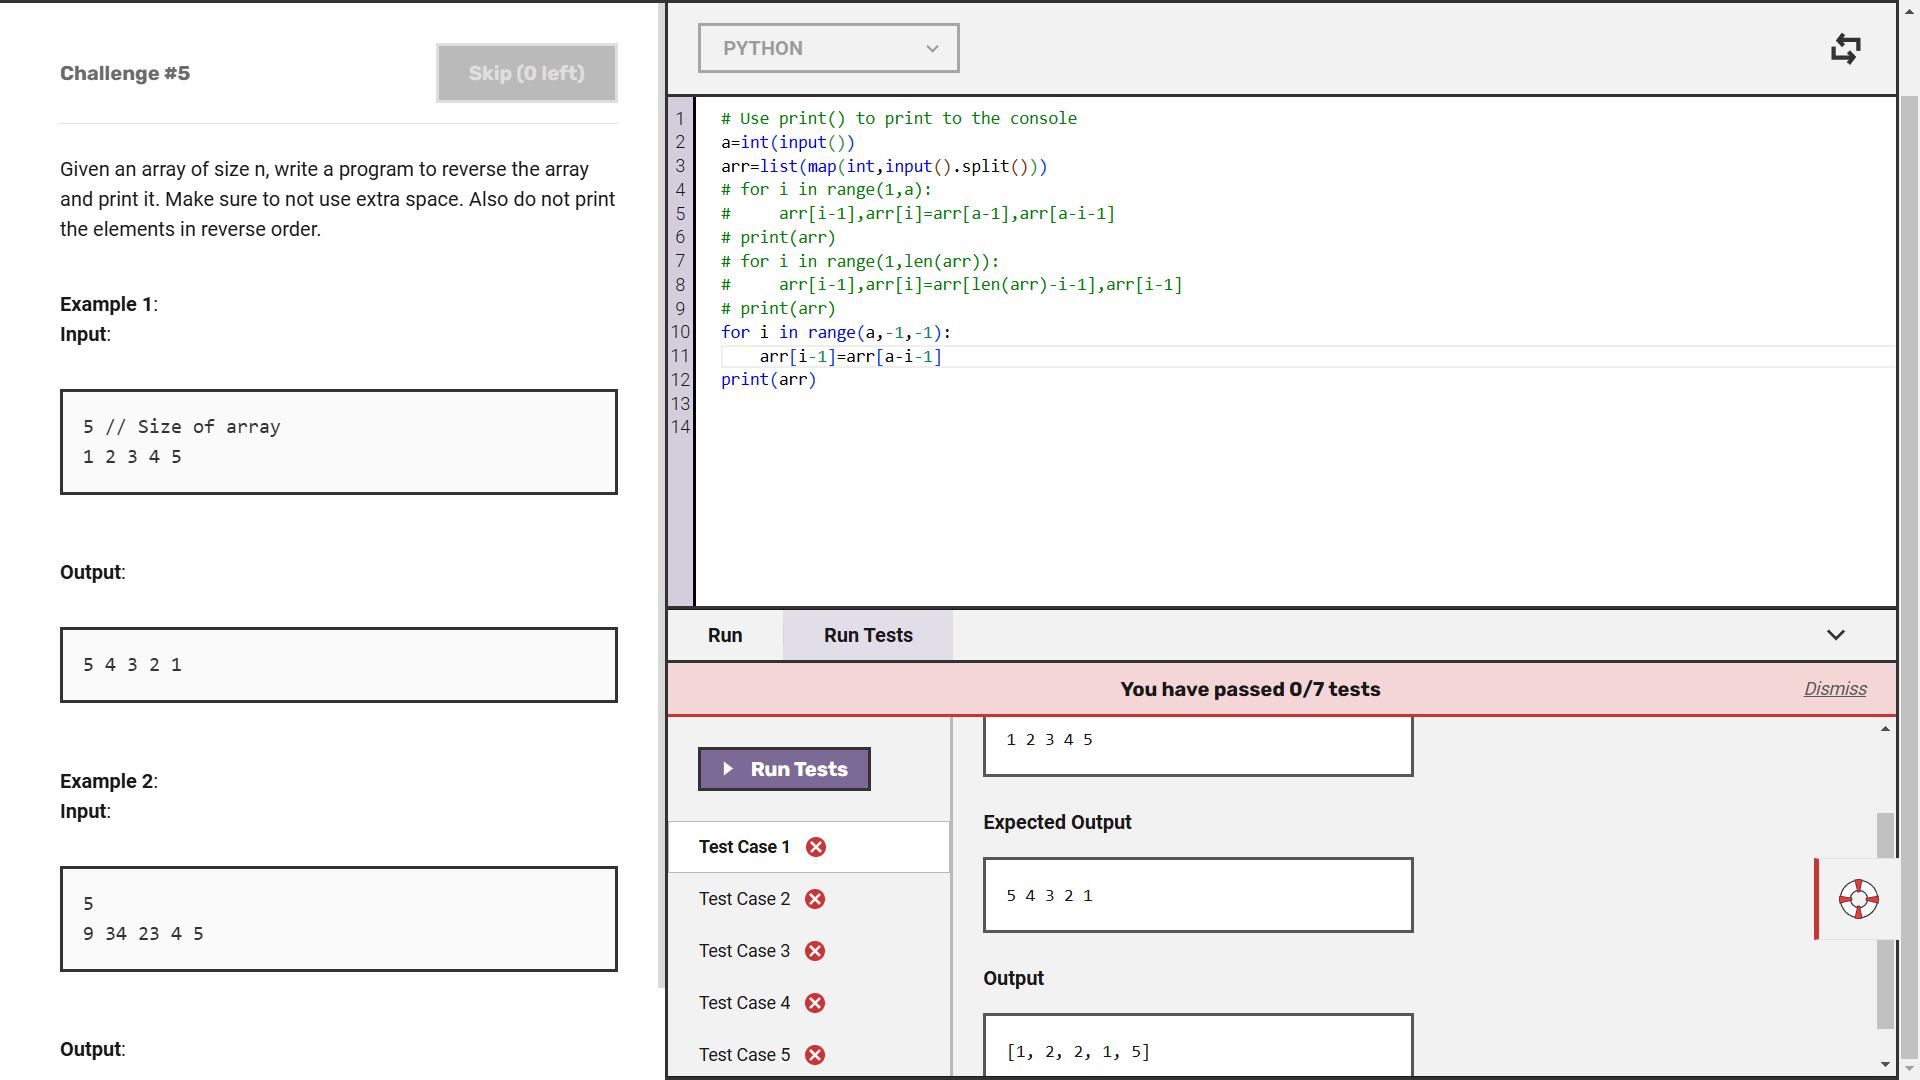 Challenge #5
Skip (0 left)
Given an array of size n, write a program to reverse the array
and print it. Make sure to not use extra space. Also do not print
the elements in reverse order.
Example 1:
Input:
5 // Size of array
1 2 3 4 5
Output:
5 4 3 2 1
Example 2:
Input:
5
9 34 23 4 5
Output:
PYTHON
1 # Use print() to print to the console
2 a=int(input())
3 arr=list(map(int,input().split()))
4 # for i in range(1,a):
5 #     arr[i-1],arr[i]=arr[a-1],arr[a-i-1]
6 # print(arr)
7 # for i in range(1,len(arr)):
8 #     arr[i-1],arr[i]=arr[len(arr)-i-1],arr[i-1]
9 # print(arr)
10 for i in range(a,-1,-1):
11     arr[i-1]=arr[a-i-1]
12 print(arr)
13
14
Run
Run Tests
You have passed 0/7 tests
Dismiss
Run Tests
Test Case 1
Test Case 2
Test Case 3
Test Case 4
Test Case 5
1 2 3 4 5
Expected Output
5 4 3 2 1
Output
[1, 2, 2, 1, 5]